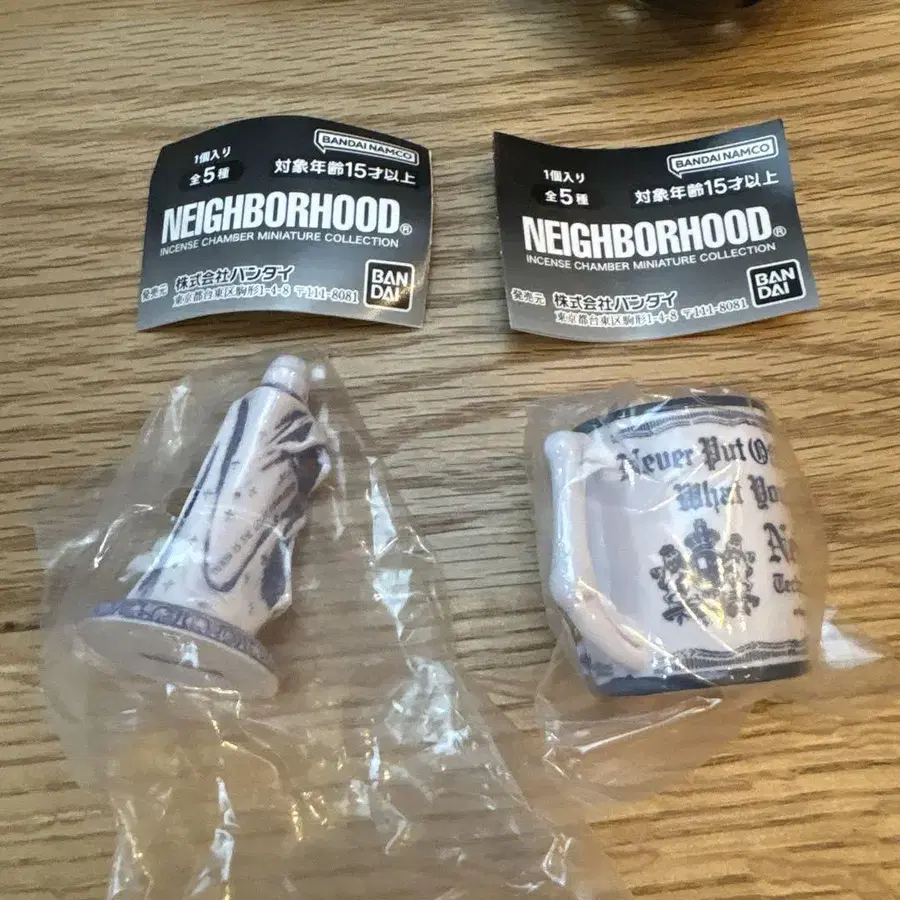 BANDAI NAMCO
1個入り
全5種
対象年齢15才以上
NEIGHBORHOOD®
INCENSE CHAMBER MINIATURE COLLECTION
発売元 株式会社バンダイ
東京都台東区駒形1-4-8 〒111-8081
BAN
DAI
BANDAI NAMCO
1個入り
全5種
対象年齢15才以上
NEIGHBORHOOD®
INCENSE CHAMBER MINIATURE COLLECTION
発売元 株式会社バンダイ
東京都台東区駒形1-4-8 〒111-8081
BAN
DAI
Never Put
What